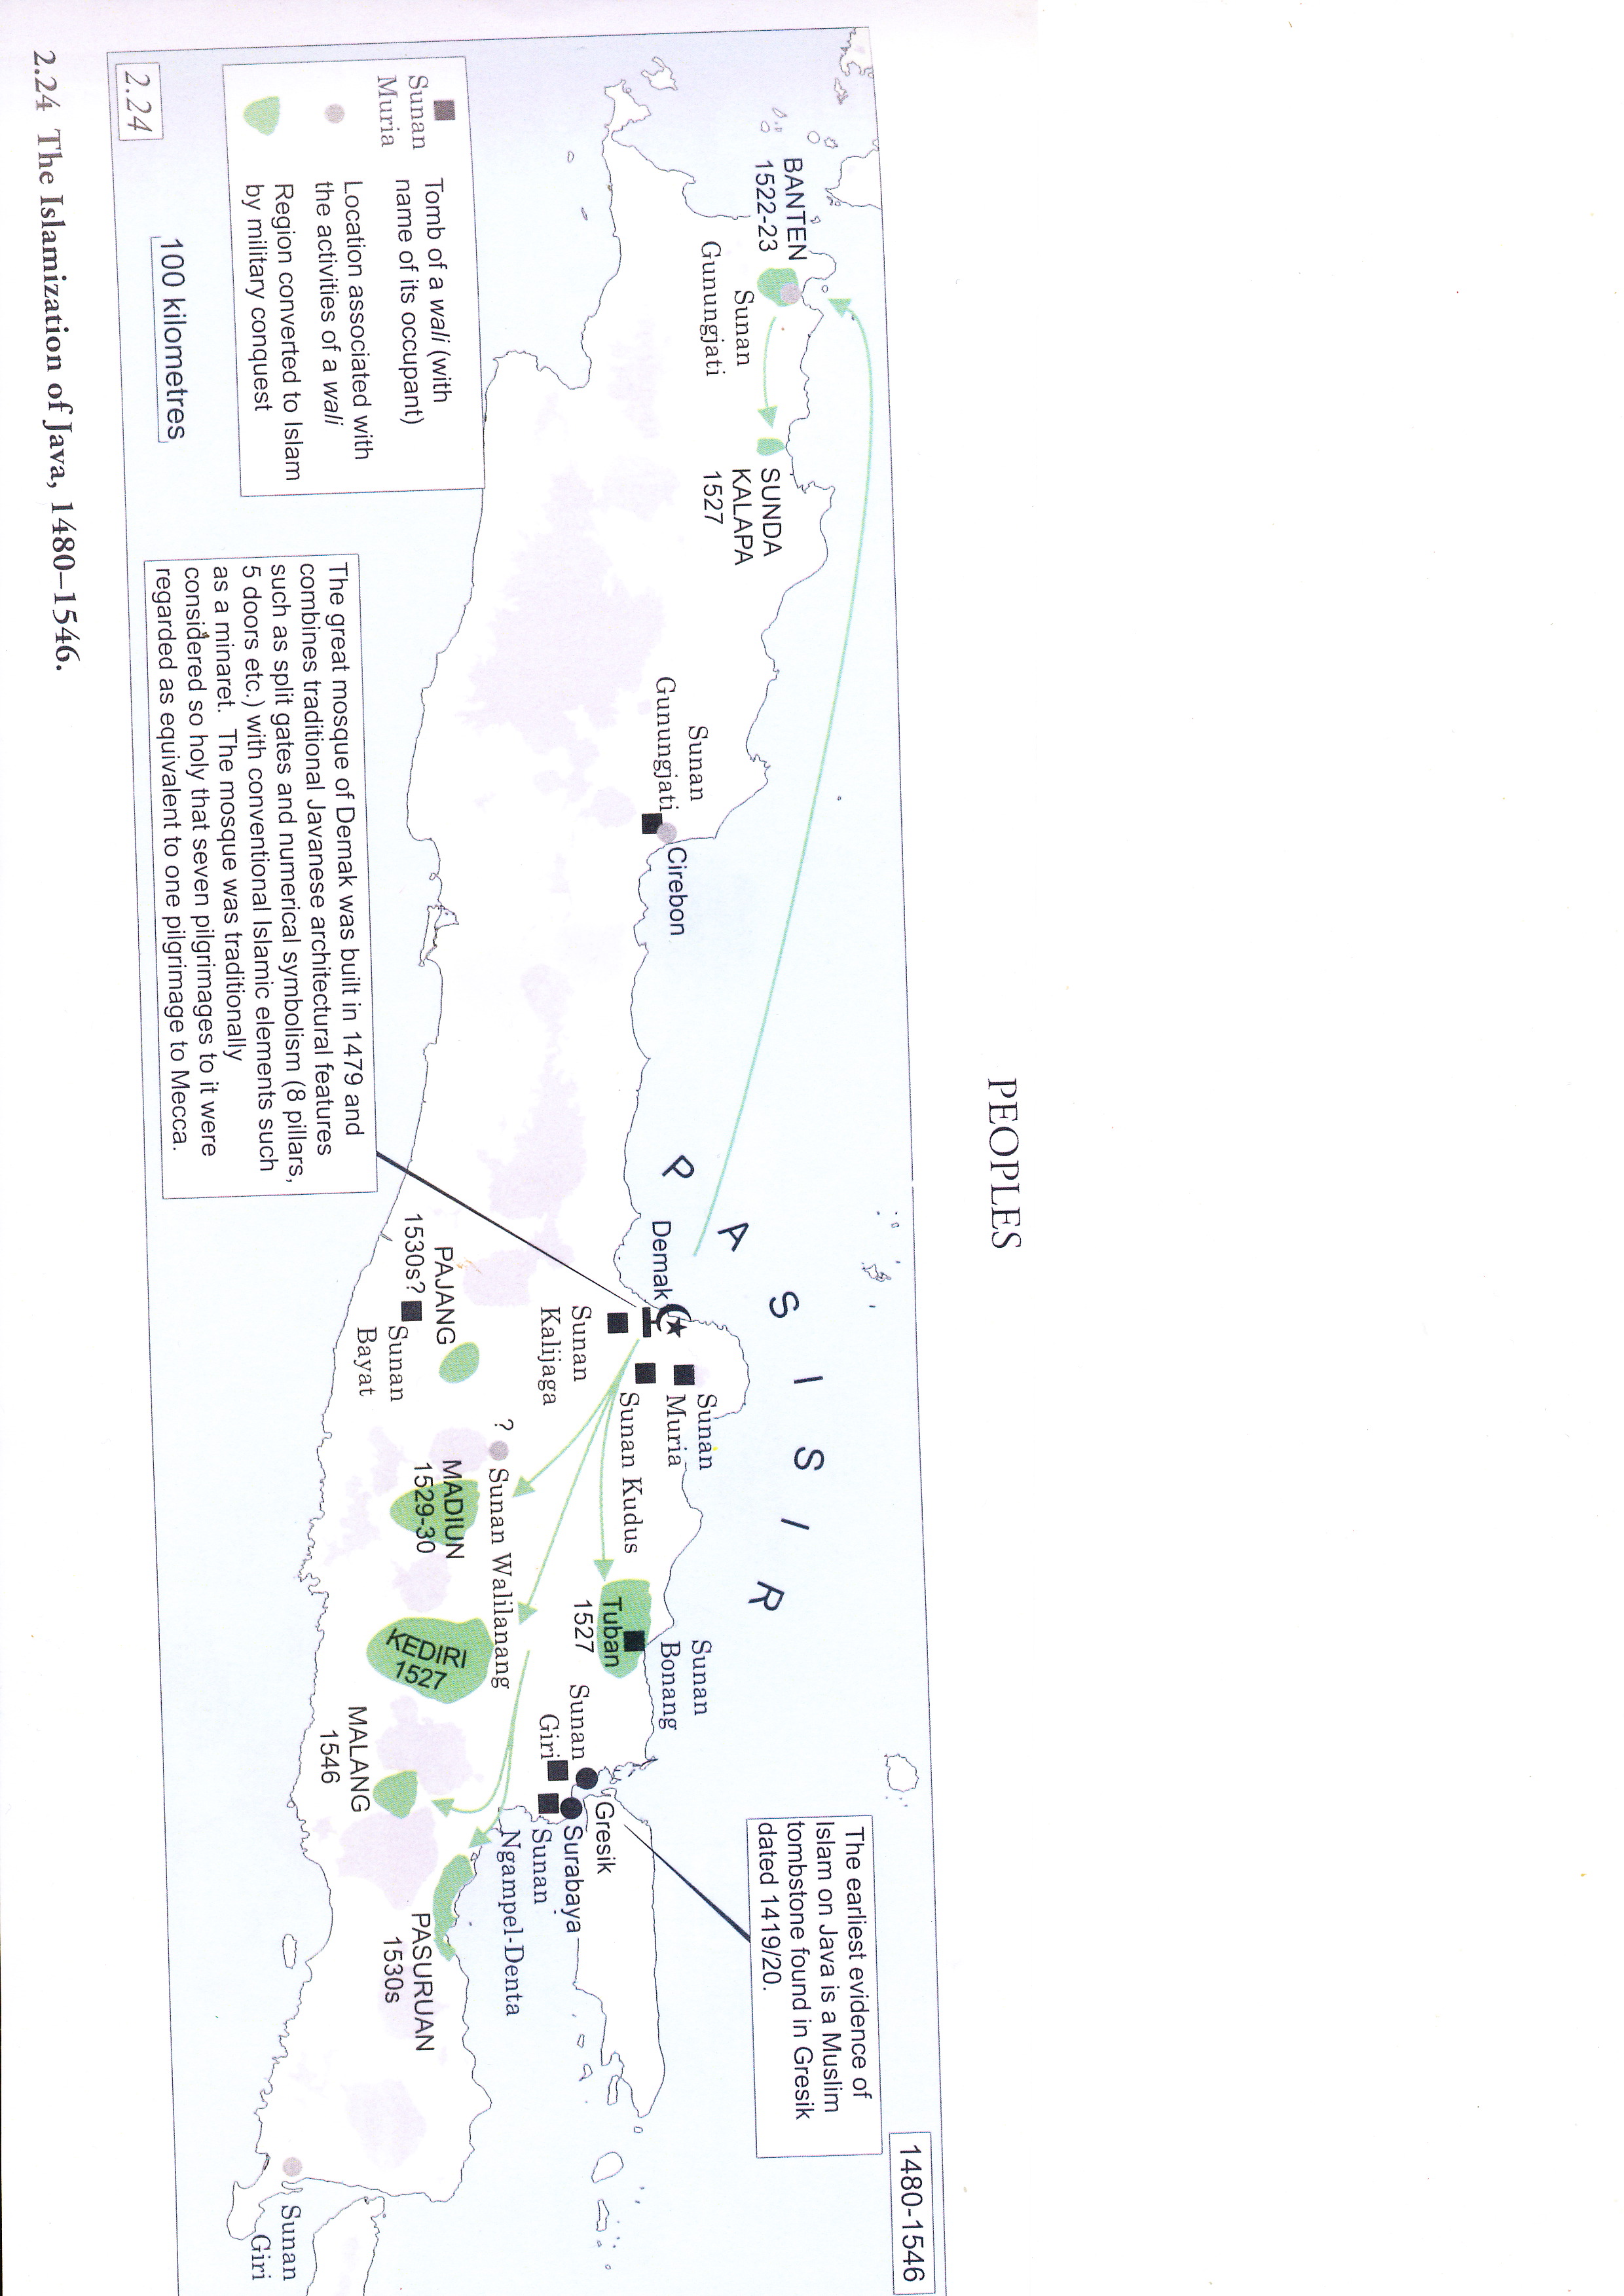 PEOPLES
1480-1546
BANTEN
1522-23
Sunan
Gunungjati
SUNDA
KALAPA
1527
Sunan
Gunungjati
Cirebon
P A S I S I R
Demak
Sunan
Muria
Sunan Kudus
Sunan
Kalijaga
PAJANG
1530s?
Sunan
Bayat
?
Sunan Walilanang
MADIUN
1529-30
Tuban
1527
Sunan
Bonang
KEDIRI
1527
Sunan
Giri
Gresik
Surabaya
Sunan
Ngampel-Denta
MALANG
1546
PASURUAN
1530s
Sunan
Giri
The earliest evidence of
Islam on Java is a Muslim
tombstone found in Gresik
dated 1419/20.
The great mosque of Demak was built in 1479 and
combines traditional Javanese architectural features
such as split gates and numerical symbolism (8 pillars,
5 doors etc.) with conventional Islamic elements such
as a minaret. The mosque was traditionally
considered so holy that seven pilgrimages to it were
regarded as equivalent to one pilgrimage to Mecca.
Sunan
Muria
Tomb of a wali (with
name of its occupant)
Location associated with
the activities of a wali
Region converted to Islam
by military conquest
100 kilometres
2.24
2.24 The Islamization of Java, 1480–1546.